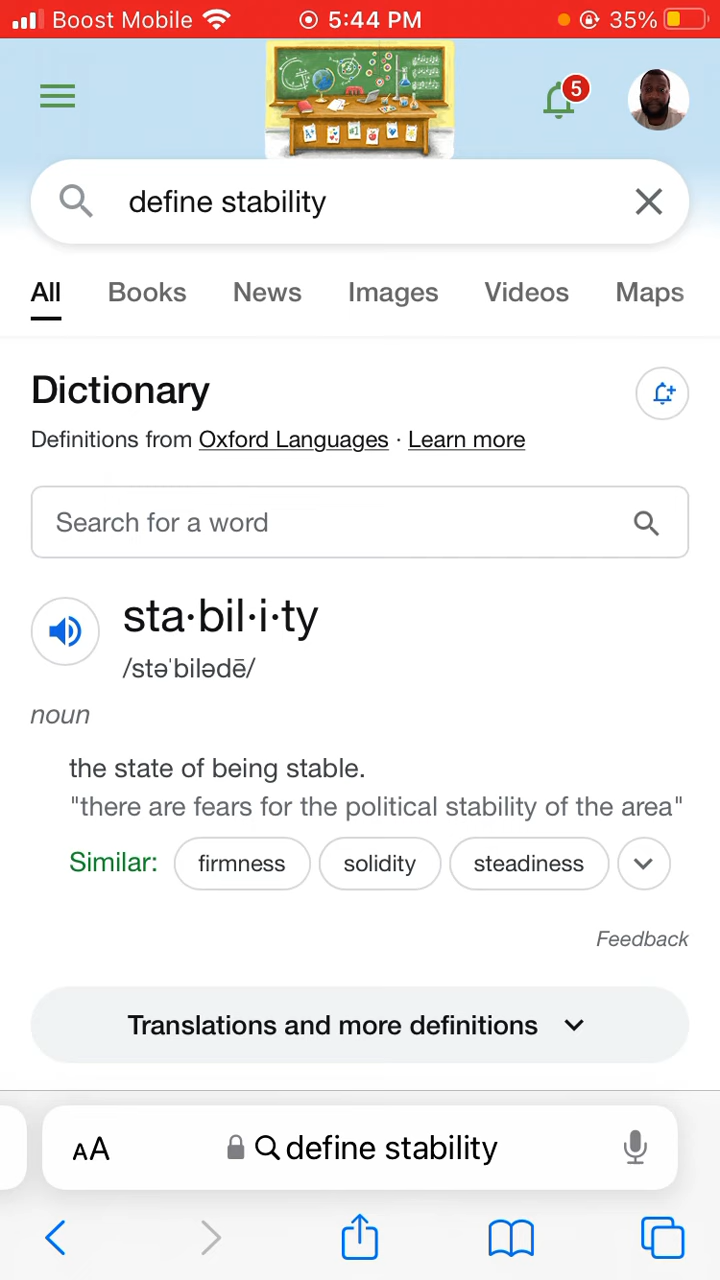 Boost Mobile 5:44 PM 35%
5
define stability
All Books News Images Videos Maps
Dictionary
Definitions from Oxford Languages · Learn more
Search for a word
sta·bil·i·ty
/stəˈbilədē/
noun
the state of being stable.
"there are fears for the political stability of the area"
Similar: firmness solidity steadiness
Feedback
Translations and more definitions
AA define stability